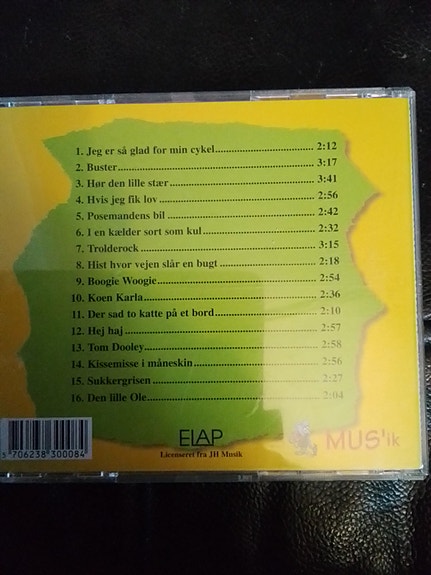 1. Jeg er så glad for min cykel 2:12
2. Buster 3:17
3. Hør den lille stær 3:41
4. Hvis jeg fik lov 2:56
5. Posemandens bil 2:42
6. I en kælder sort som kul 2:32
7. Trolderock 3:15
8. Hist hvor vejen slår en bugt 2:18
9. Boogie Woogie 2:54
10. Koen Karla 2:36
11. Der sad to katte på et bord 2:10
12. Hej haj 2:57
13. Tom Dooley 2:58
14. Kissemisse i måneskin 2:56
15. Sukkergrisen 2:27
16. Den lille Ole 2:04
5 706238 300084
ELAP
Licenseret fra JH Musik
MUS'ik